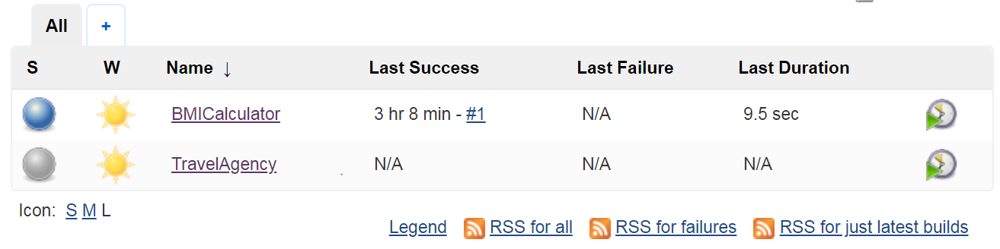 All +
S W Name ↓ Last Success Last Failure Last Duration
BMICalculator 3 hr 8 min - #1 N/A 9.5 sec
TravelAgency N/A N/A N/A
Icon: S M L
Legend RSS for all RSS for failures RSS for just latest builds